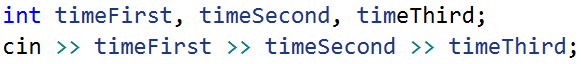 int timeFirst, timeSecond, timeThird;
cin >> timeFirst >> timeSecond >> timeThird;